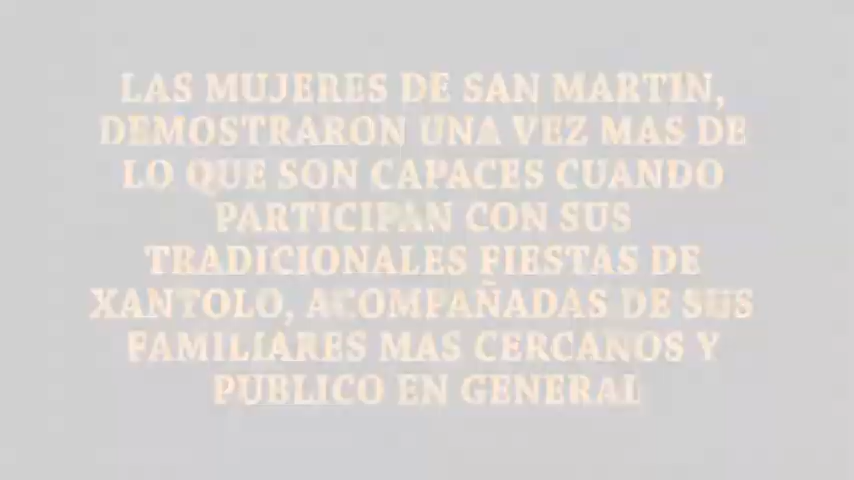 LAS MUJERES DE SAN MARTIN,
DEMOSTRARON UNA VEZ MAS DE
LO QUE SON CAPACES CUANDO
PARTICIPAN CON SUS
TRADICIONALES FIESTAS DE
XANTOLO, ACOMPAÑADAS DE SUS
FAMILIARES MAS CERCANOS Y
PUBLICO EN GENERAL